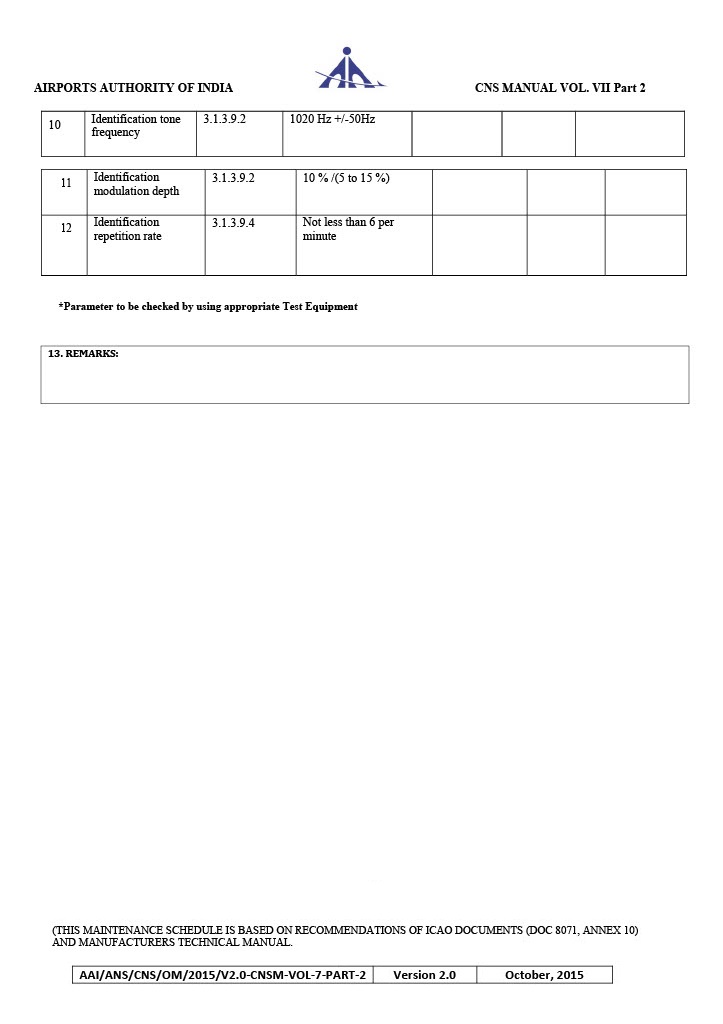 AIRPORTS AUTHORITY OF INDIA CNS MANUAL VOL. VII Part 2
10 Identification tone 3.1.3.9.2 1020 Hz +/-50Hz
frequency
11 Identification 3.1.3.9.2 10 % /(5 to 15 %)
modulation depth
12 Identification 3.1.3.9.4 Not less than 6 per
repetition rate minute
*Parameter to be checked by using appropriate Test Equipment
13. REMARKS:
(THIS MAINTENANCE SCHEDULE IS BASED ON RECOMMENDATIONS OF ICAO DOCUMENTS (DOC 8071, ANNEX 10)
AND MANUFACTURERS TECHNICAL MANUAL.
AAI/ANS/CNS/OM/2015/V2.0-CNSM-VOL-7-PART-2 Version 2.0 October, 2015